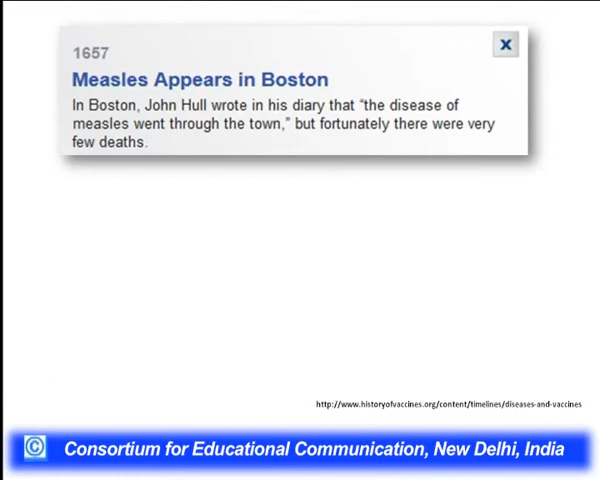 1657
X
Measles Appears in Boston
In Boston, John Hull wrote in his diary that “the disease of
measles went through the town,” but fortunately there were very
few deaths.
http://www.historyofvaccines.org/content/timelines/diseases-and-vaccines
© Consortium for Educational Communication, New Delhi, India